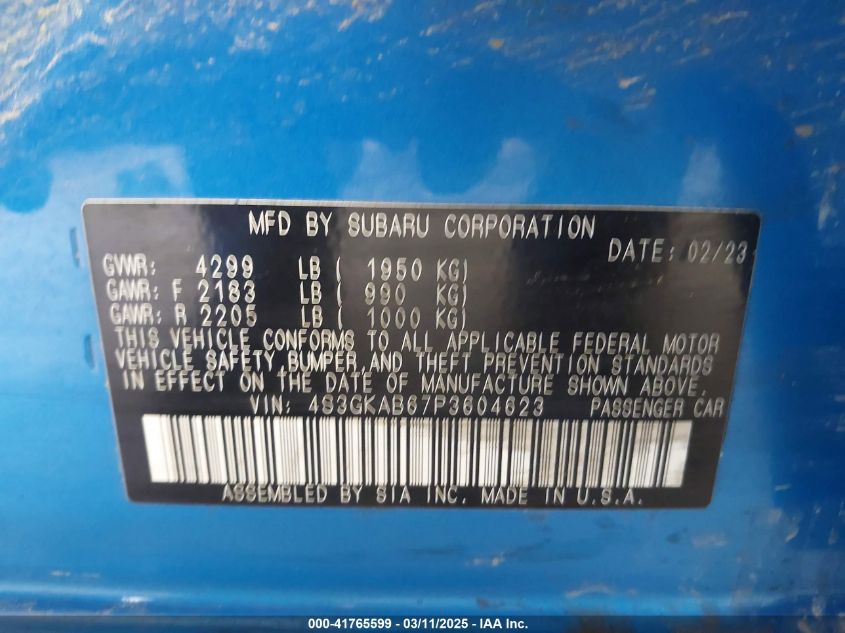 MFD BY SUBARU CORPORATION
DATE: 02/23
GVWR: 4299 LB ( 1950 KG)
GAWR: F 2183 LB ( 990 KG)
GAWR: R 2205 LB ( 1000 KG)
THIS VEHICLE CONFORMS TO ALL APPLICABLE FEDERAL MOTOR
VEHICLE SAFETY,BUMPER,AND THEFT PREVENTION STANDARDS
IN EFFECT ON THE DATE OF MANUFACTURE SHOWN ABOVE.
VIN: 4S3GKAB67P3604623 PASSENGER CAR
ASSEMBLED BY SIA INC. MADE IN U.S.A.
000-41765599 - 03/11/2025 - IAA Inc.